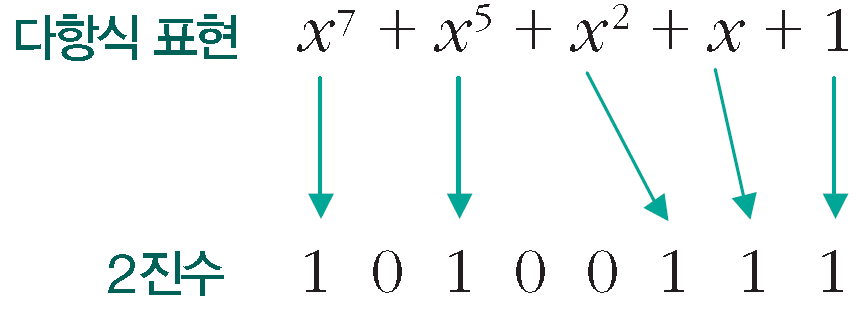 다항식 표현 x⁷ + x⁵ + x² + x + 1
2진수 1 0 1 0 0 1 1 1